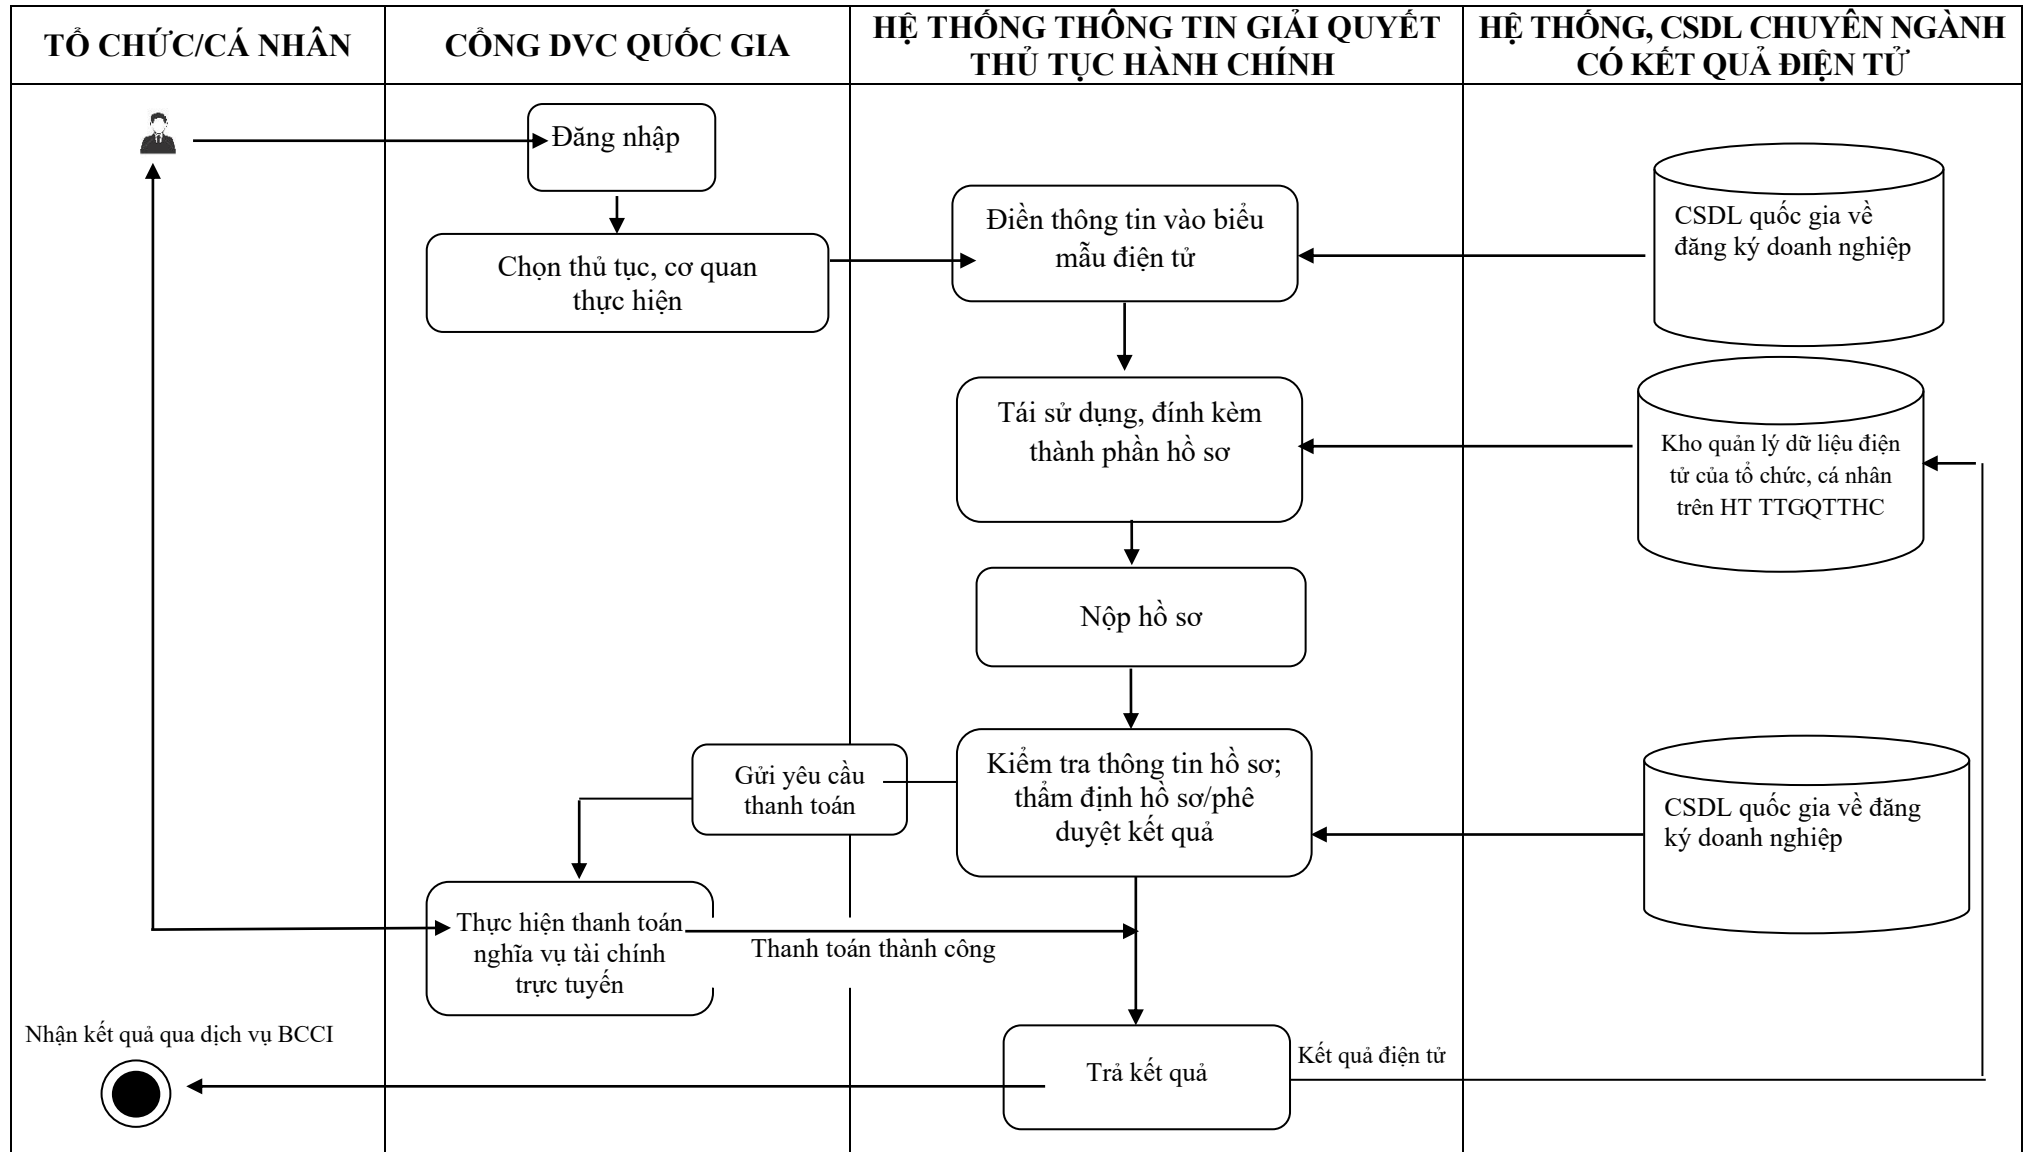 TỔ CHỨC/CÁ NHÂN
CỔNG DVC QUỐC GIA
HỆ THỐNG THÔNG TIN GIẢI QUYẾT
THỦ TỤC HÀNH CHÍNH
HỆ THỐNG, CSDL CHUYÊN NGÀNH
CÓ KẾT QUẢ ĐIỆN TỬ
Đăng nhập
Chọn thủ tục, cơ quan
thực hiện
Điền thông tin vào biểu
mẫu điện tử
CSDL quốc gia về
đăng ký doanh nghiệp
Tái sử dụng, đính kèm
thành phần hồ sơ
Kho quản lý dữ liệu điện
tử của tổ chức, cá nhân
trên HT TTGQTTHC
Nộp hồ sơ
Gửi yêu cầu
thanh toán
Kiểm tra thông tin hồ sơ;
thẩm định hồ sơ/phê
duyệt kết quả
CSDL quốc gia về đăng
ký doanh nghiệp
Thực hiện thanh toán
nghĩa vụ tài chính
trực tuyến
Thanh toán thành công
Nhận kết quả qua dịch vụ BCCI
Trả kết quả
Kết quả điện tử